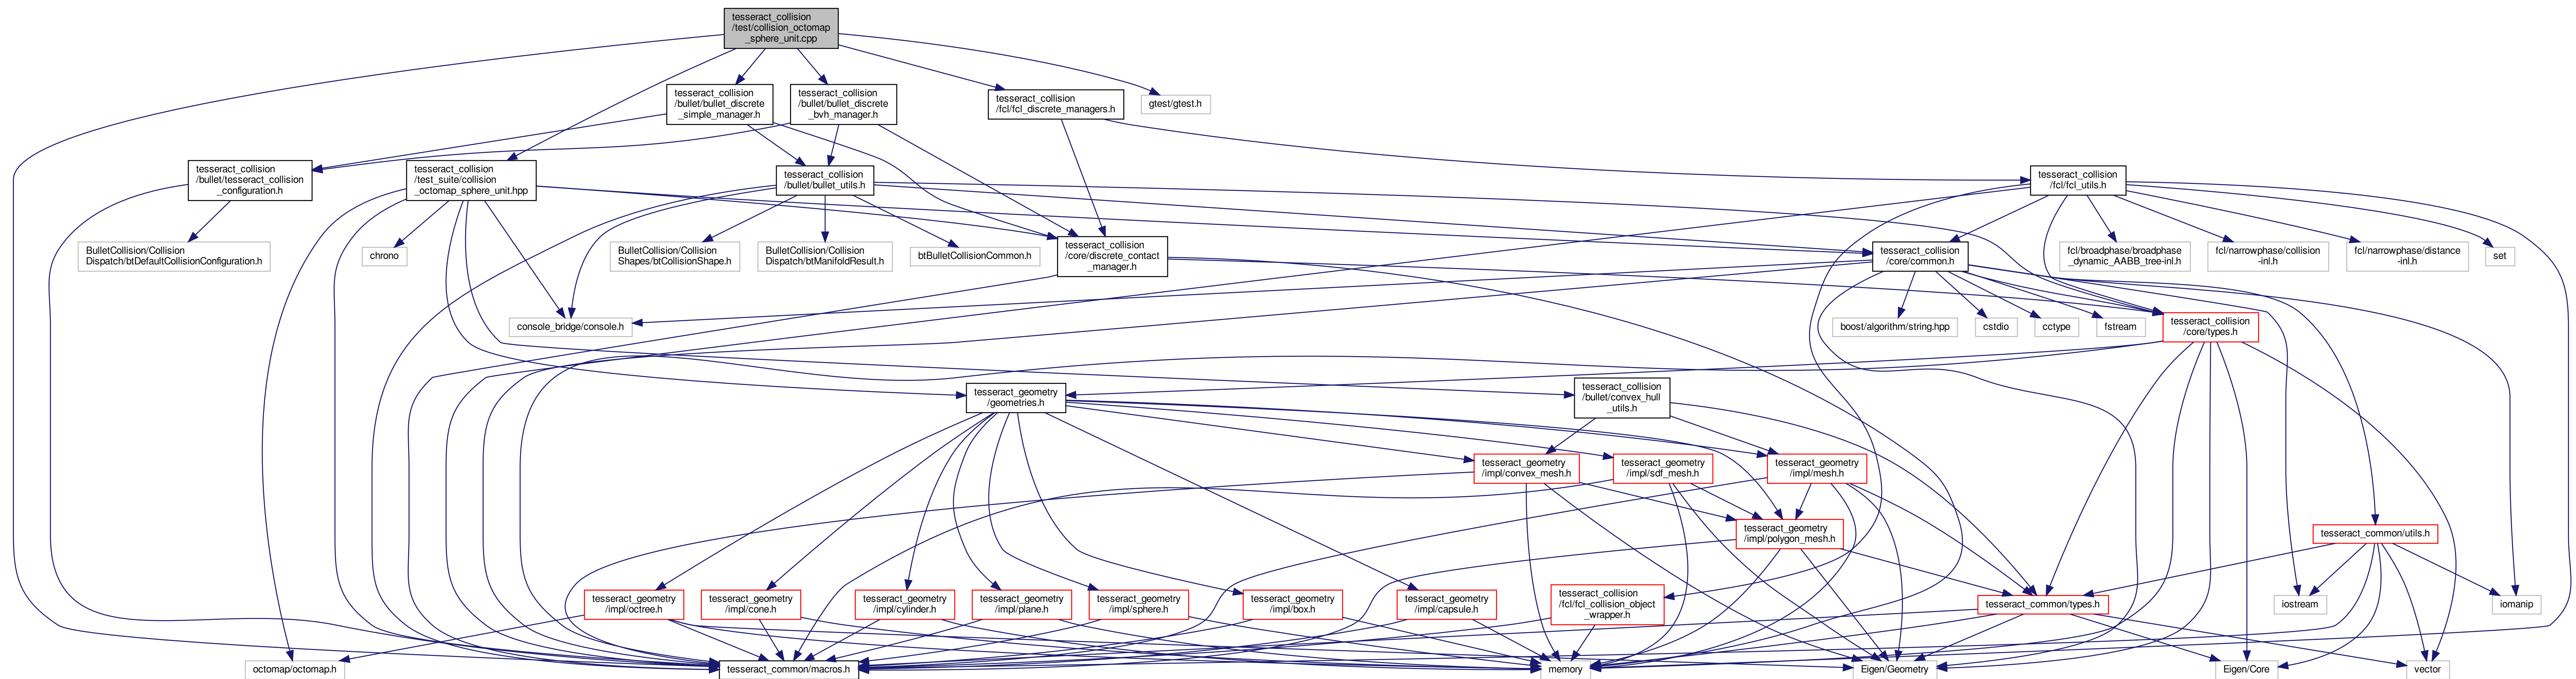 tesseract_collision
/test/collision_octomap
_sphere_unit.cpp
tesseract_collision
/bullet/bullet_discrete
_simple_manager.h
tesseract_collision
/bullet/bullet_discrete
_bvh_manager.h
tesseract_collision
/fcl/fcl_discrete_managers.h
gtest/gtest.h
tesseract_collision
/bullet/tesseract_collision
_configuration.h
tesseract_collision
/test_suite/collision
_octomap_sphere_unit.hpp
tesseract_collision
/bullet/bullet_utils.h
tesseract_collision
/fcl/fcl_utils.h
BulletCollision/Collision
Dispatch/btDefaultCollisionConfiguration.h
chrono
BulletCollision/Collision
Shapes/btCollisionShape.h
BulletCollision/Collision
Dispatch/btManifoldResult.h
btBulletCollisionCommon.h
tesseract_collision
/core/discrete_contact
_manager.h
tesseract_collision
/core/common.h
fcl/broadphase/broadphase
_dynamic_AABB_tree-inl.h
fcl/narrowphase/collision
-inl.h
fcl/narrowphase/distance
-inl.h
set
console_bridge/console.h
boost/algorithm/string.hpp
cstdio
cctype
fstream
tesseract_collision
/core/types.h
tesseract_geometry
/geometries.h
tesseract_collision
/bullet/convex_hull
_utils.h
tesseract_geometry
/impl/convex_mesh.h
tesseract_geometry
/impl/sdf_mesh.h
tesseract_geometry
/impl/mesh.h
tesseract_geometry
/impl/polygon_mesh.h
tesseract_common/utils.h
tesseract_geometry
/impl/octree.h
tesseract_geometry
/impl/cone.h
tesseract_geometry
/impl/cylinder.h
tesseract_geometry
/impl/plane.h
tesseract_geometry
/impl/sphere.h
tesseract_geometry
/impl/box.h
tesseract_geometry
/impl/capsule.h
tesseract_collision
/fcl/fcl_collision_object
_wrapper.h
tesseract_common/types.h
iostream
iomanip
octomap/octomap.h
tesseract_common/macros.h
memory
Eigen/Geometry
Eigen/Core
vector